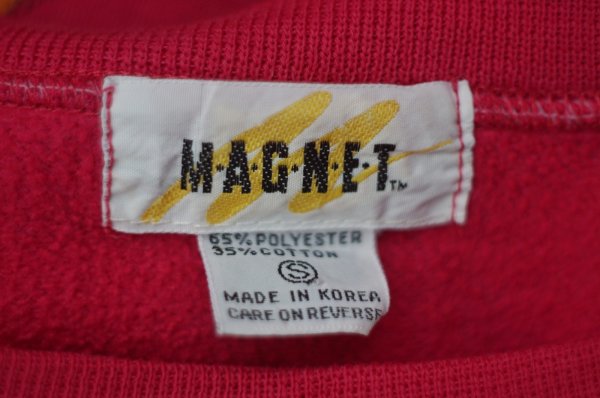 M·A·G·N·E·T™
65% POLYESTER
35% COTTON
S
MADE IN KOREA
CARE ON REVERSE